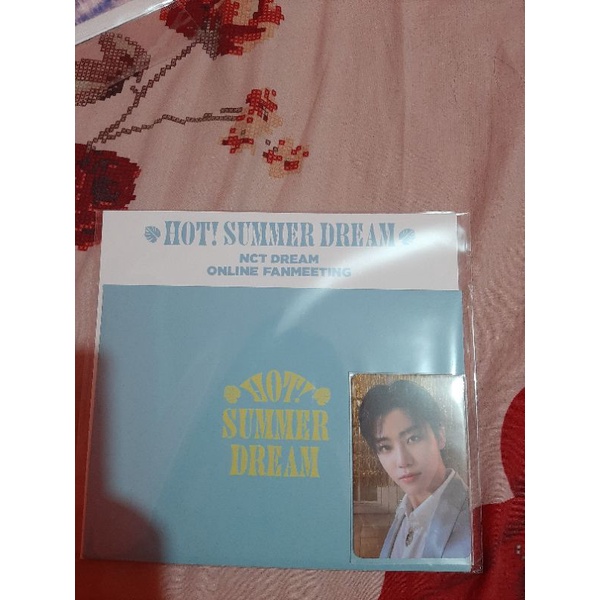 HOT! SUMMER DREAM
NCT DREAM
ONLINE FANMEETING
HOT!
SUMMER
DREAM